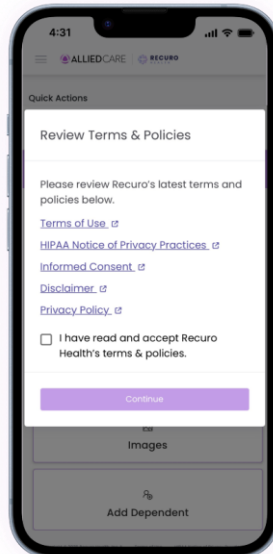 4:31
ALLIEDCARE RECURO
Quick Actions
Review Terms & Policies
Please review Recuro's latest terms and
policies below.
Terms of Use
HIPAA Notice of Privacy Practices
Informed Consent
Disclaimer
Privacy Policy
I have read and accept Recuro
Health's terms & policies.
Continue
Images
Add Dependent